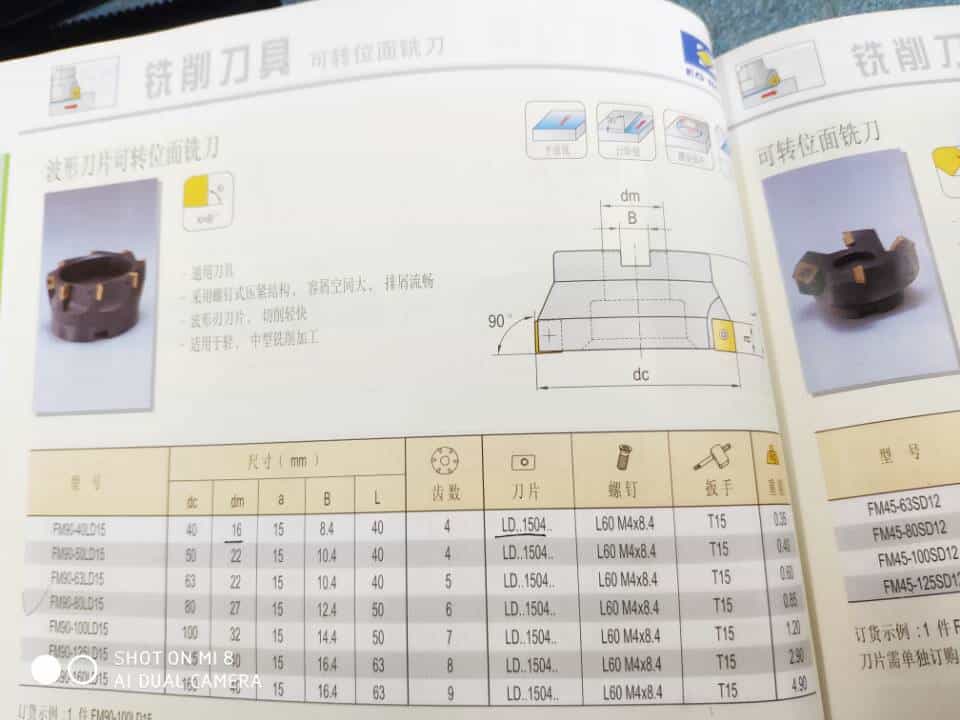 铣削刀具 可转位面铣刀
波形刀片可转位面铣刀
- 通用刀具
- 采用螺钉式压紧结构、容屑空间大、排屑流畅
- 波形刃刀片、切削轻快
- 适用于轻、中型铣削加工
dm
B
90°
a
dc
型 号 尺寸（mm） 齿数 刀片 螺钉 扳手 重量
dc dm a B L
FM90-40LD15 40 16 15 8.4 40 4 LD..1504.. L60 M4x8.4 T15 0.35
FM90-50LD15 50 22 15 10.4 40 4 LD..1504.. L60 M4x8.4 T15 0.40
FM90-63LD15 63 22 15 10.4 40 5 LD..1504.. L60 M4x8.4 T15 0.60
FM90-80LD15 80 27 15 12.4 50 6 LD..1504.. L60 M4x8.4 T15 0.85
FM90-100LD15 100 32 15 14.4 50 7 LD..1504.. L60 M4x8.4 T15 1.20
15 16.4 63 8 LD..1504.. L60 M4x8.4 T15 2.90
160 40 15 16.4 63 9 LD..1504.. L60 M4x8.4 T15 4.90
订货示例:1 件 FM90-100LD15
铣削刀
可转位面铣刀
型 号
FM45-63SD12
FM45-80SD12
FM45-100SD12
FM45-125SD12
订货示例:1 件 F
刀片需单独订购
SHOT ON MI 8
AI DUAL CAMERA